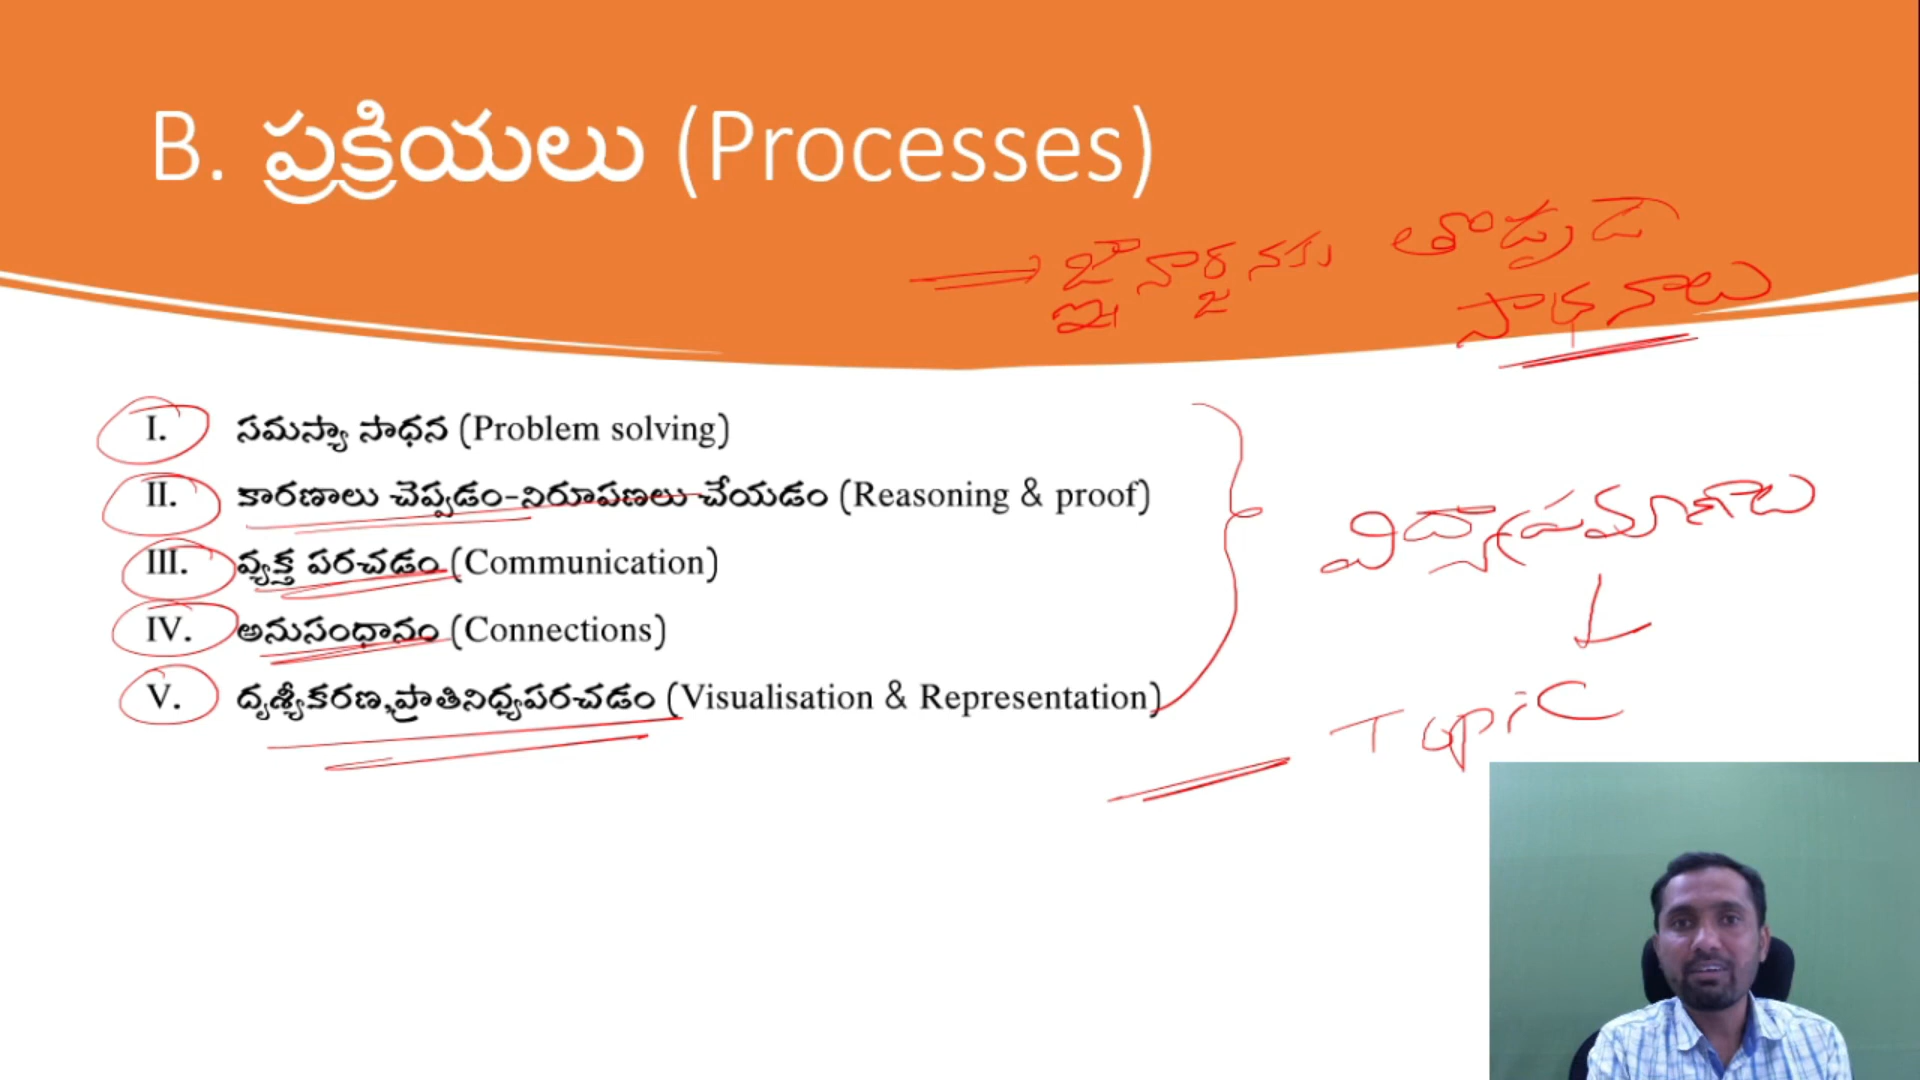 B. ప్రక్రియలు (Processes)
జ్ఞానార్జనకు తోడ్పడే
సాధనాలు
I. సమస్యా సాధన (Problem solving)
II. కారణాలు చెప్పడం-నిరూపణలు చేయడం (Reasoning & proof)
III. వ్యక్త పరచడం (Communication)
IV. అనుసంధానం (Connections)
V. దృశ్యీకరణ,ప్రాతినిధ్యపరచడం (Visualisation & Representation)
విద్యాప్రమాణాలు
Topic